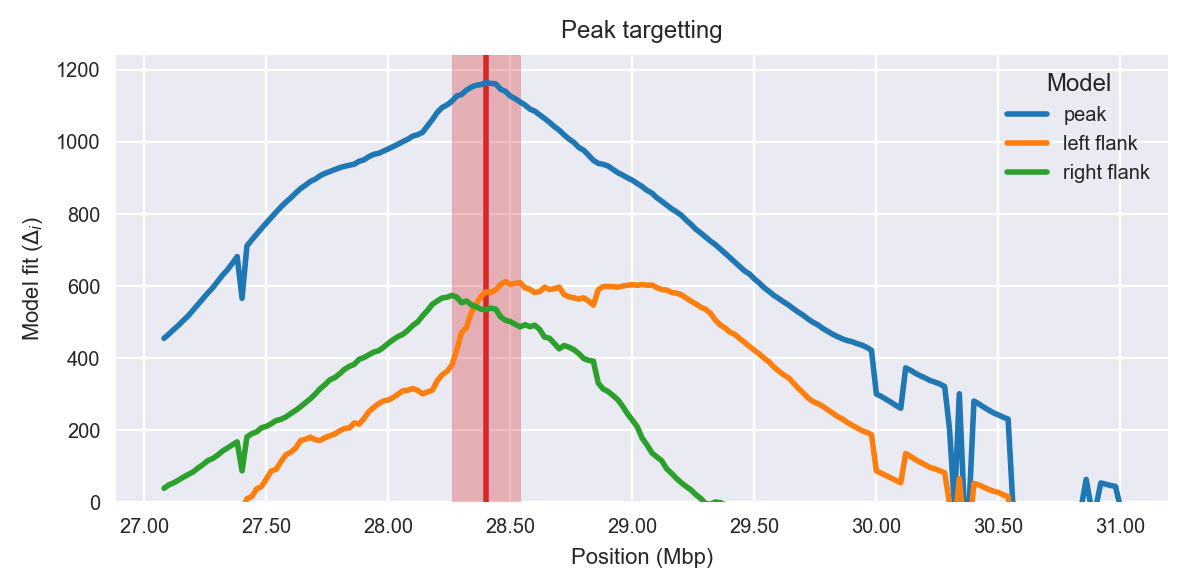 Peak targetting
Model fit (Δi)
1200
1000
800
600
400
200
0
Model
peak
left flank
right flank
27.00 27.50 28.00 28.50 29.00 29.50 30.00 30.50 31.00
Position (Mbp)